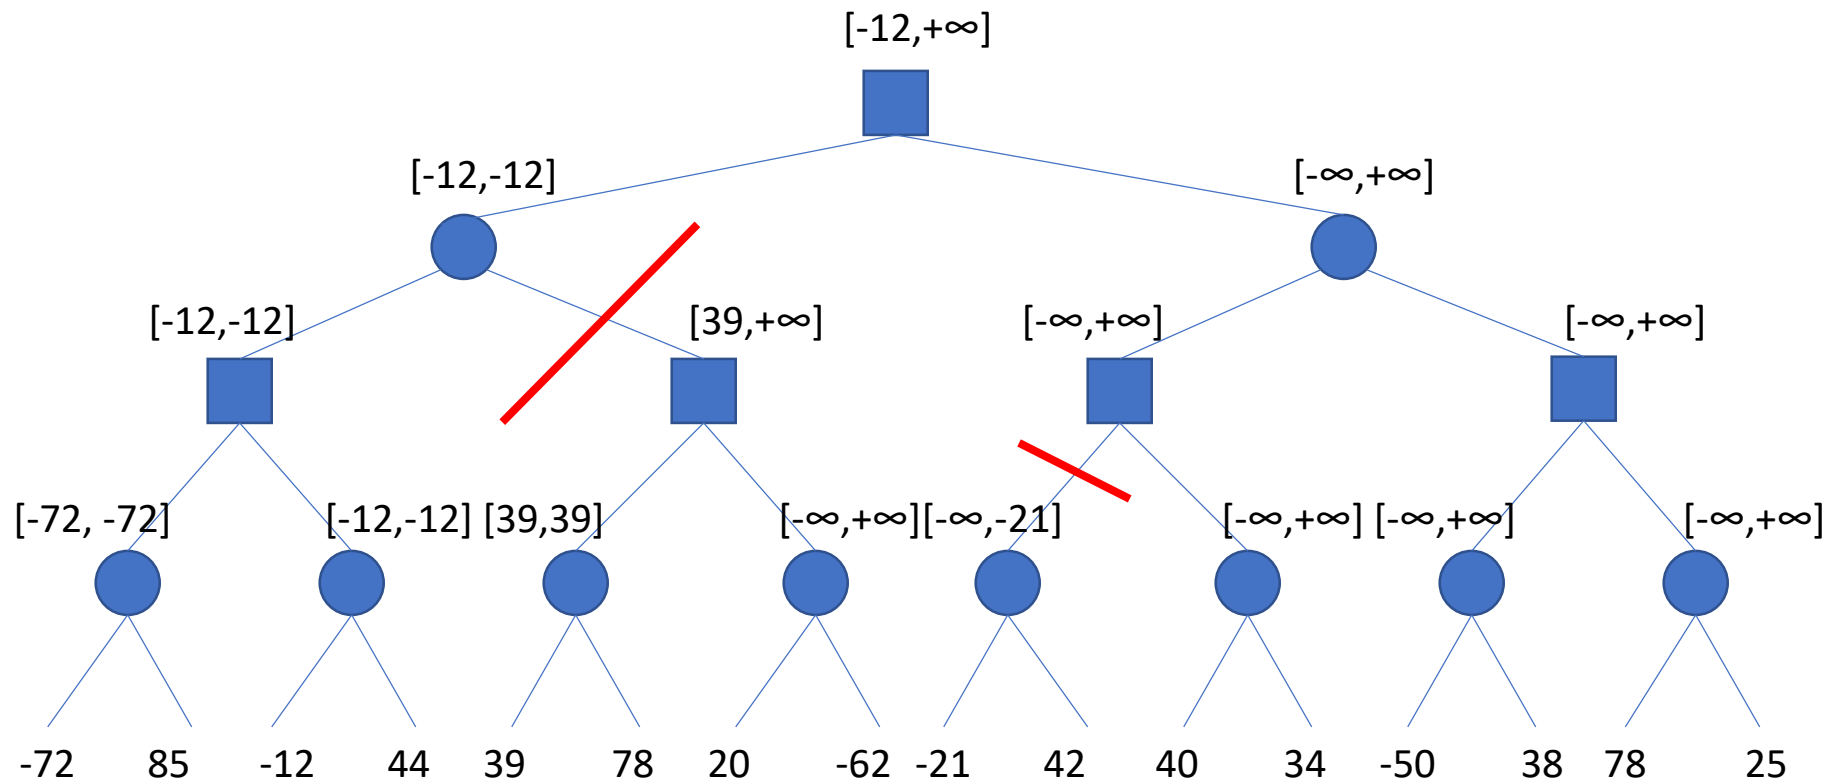 [-12,+∞]
[-12,-12] [-∞,+∞]
[-12,-12] [39,+∞] [-∞,+∞] [-∞,+∞]
[-72, -72] [-12,-12] [39,39] [-∞,+∞] [-∞,-21] [-∞,+∞] [-∞,+∞] [-∞,+∞]
-72 85 -12 44 39 78 20 -62 -21 42 40 34 -50 38 78 25